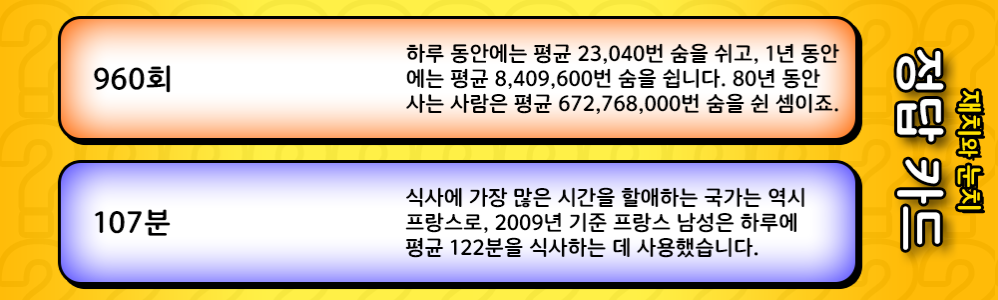 960회
하루 동안에는 평균 23,040번 숨을 쉬고, 1년 동안
에는 평균 8,409,600번 숨을 쉽니다. 80년 동안
사는 사람은 평균 672,768,000번 숨을 쉰 셈이죠.
107분
식사에 가장 많은 시간을 할애하는 국가는 역시
프랑스로, 2009년 기준 프랑스 남성은 하루에
평균 122분을 식사하는 데 사용했습니다.
재치와 눈치
정답 카드